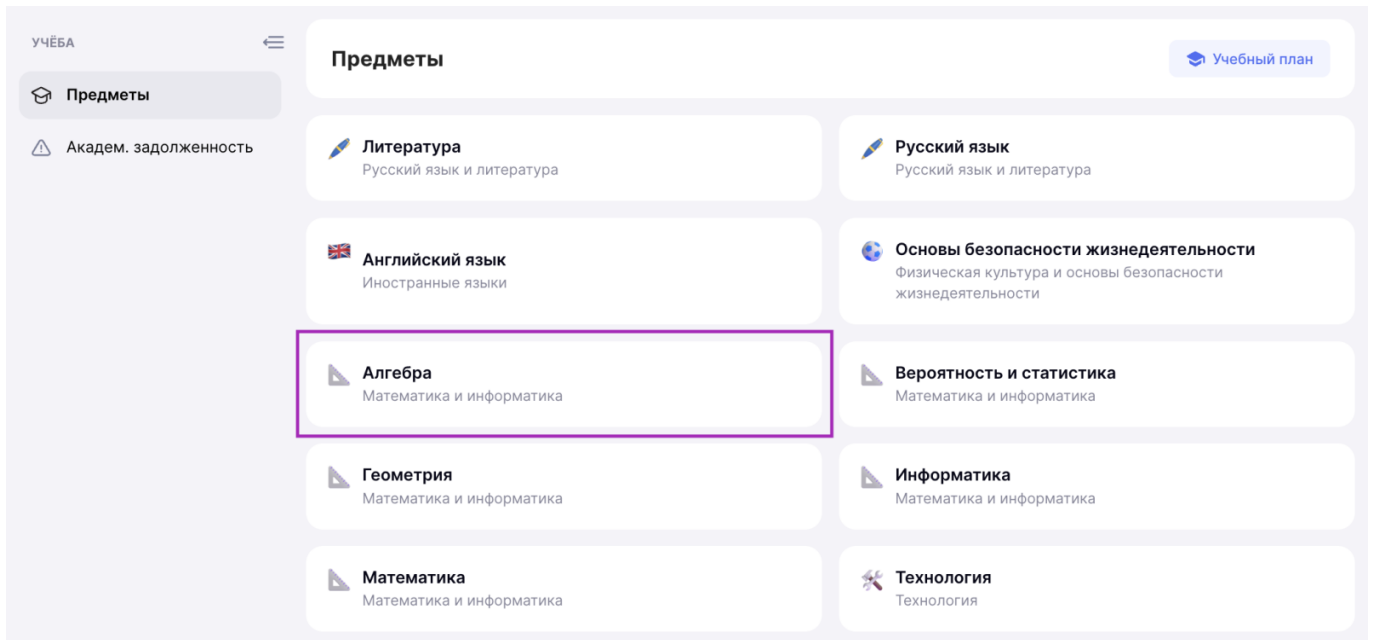 УЧЁБА
Предметы
Академ. задолженность
Предметы
Учебный план
Литература
Русский язык и литература
Русский язык
Русский язык и литература
Английский язык
Иностранные языки
Основы безопасности жизнедеятельности
Физическая культура и основы безопасности
жизнедеятельности
Алгебра
Математика и информатика
Вероятность и статистика
Математика и информатика
Геометрия
Математика и информатика
Информатика
Математика и информатика
Математика
Математика и информатика
Технология
Технология